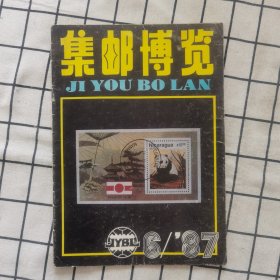 集邮博览
JI YOU BO LAN
Nicaragua
JYBL
6/'87